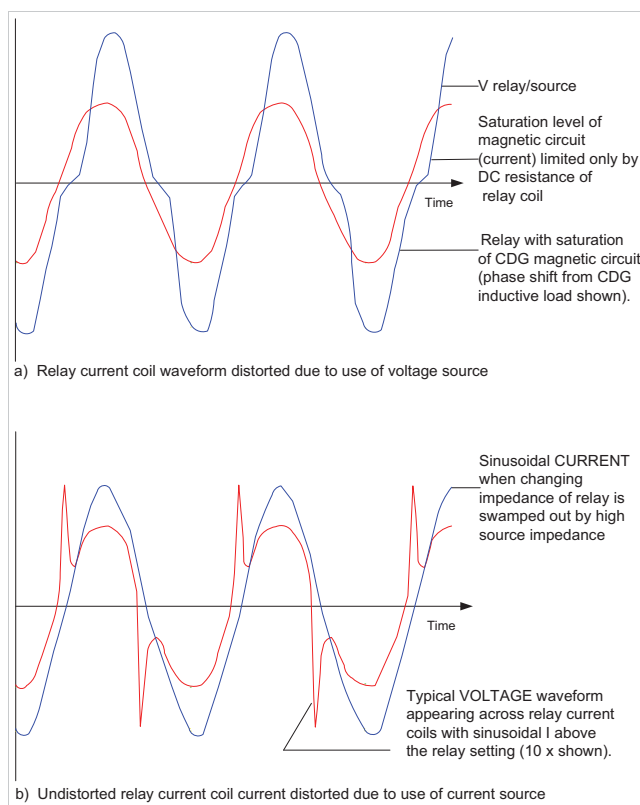 V relay/source
Saturation level of
magnetic circuit
(current) limited only by
DC resistance of
relay coil
Time
Relay with saturation
of CDG magnetic circuit
(phase shift from CDG
inductive load shown).
a) Relay current coil waveform distorted due to use of voltage source
Sinusoidal CURRENT
when changing
impedance of relay is
swamped out by high
source impedance
Time
Typical VOLTAGE waveform
appearing across relay current
coils with sinusoidal I above
the relay setting (10 x shown).
b) Undistorted relay current coil current distorted due to use of current source